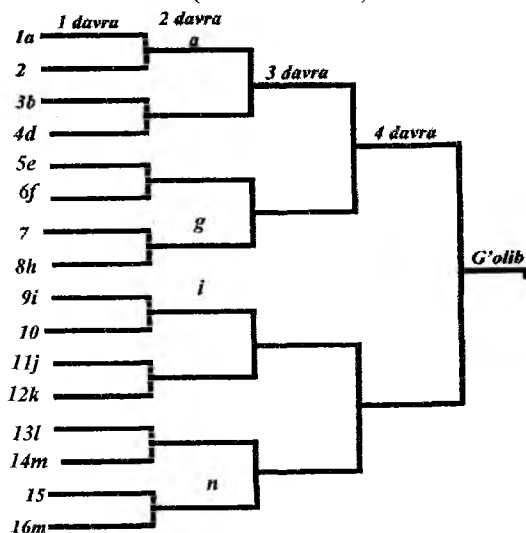 1 davra
2 davra
3 davra
4 davra
G'olib
1a
2
3b
4d
5e
6f
7
8h
9i
10
11j
12k
13l
14m
15
16m
a
g
i
n